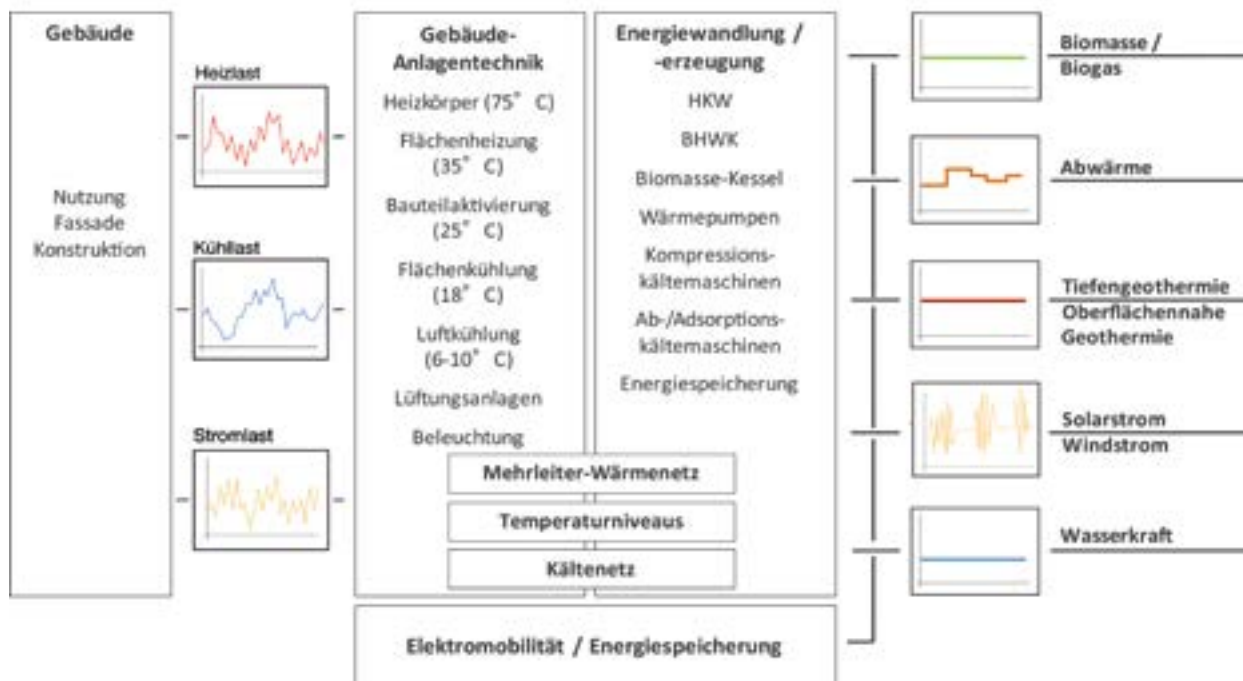 Gebäude
Nutzung
Fassade
Konstruktion
Heizlast
Kühllast
Stromlast
Gebäude-
Anlagentechnik
Heizkörper (75° C)
Flächenheizung
(35° C)
Bauteilaktivierung
(25° C)
Flächenkühlung
(18° C)
Luftkühlung
(6-10° C)
Lüftungsanlagen
Beleuchtung
Energiewandlung /
-erzeugung
HKW
BHWK
Biomasse-Kessel
Wärmepumpen
Kompressions-
kältemaschinen
Ab-/Adsorptions-
kältemaschinen
Energiespeicherung
Mehrleiter-Wärmenetz
Temperaturniveaus
Kältenetz
Elektromobilität / Energiespeicherung
Biomasse /
Biogas
Abwärme
Tiefengeothermie
Oberflächennahe
Geothermie
Solarstrom
Windstrom
Wasserkraft